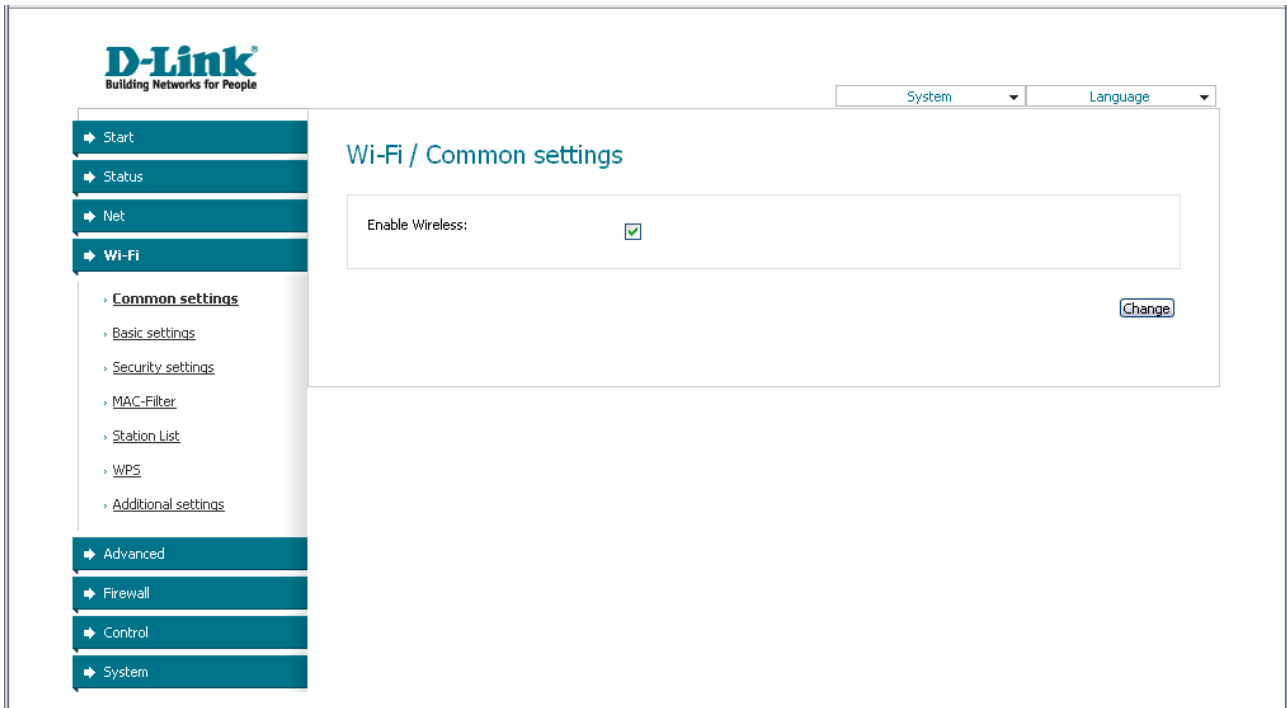 D-Link®
Building Networks for People
System
Language
Start
Status
Net
Wi-Fi
Common settings
Basic settings
Security settings
MAC-Filter
Station List
WPS
Additional settings
Advanced
Firewall
Control
System
Wi-Fi / Common settings
Enable Wireless:
Change